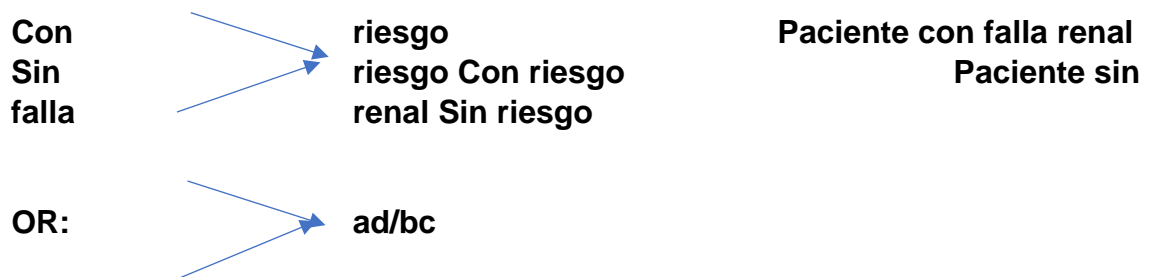 Con riesgo Paciente con falla renal
Sin riesgo Con riesgo Paciente sin
falla renal Sin riesgo
OR: ad/bc